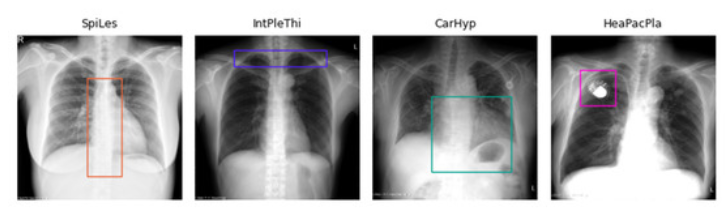 SpiLes
IntPleThi
CarHyp
HeaPacPla
R
L
L
L